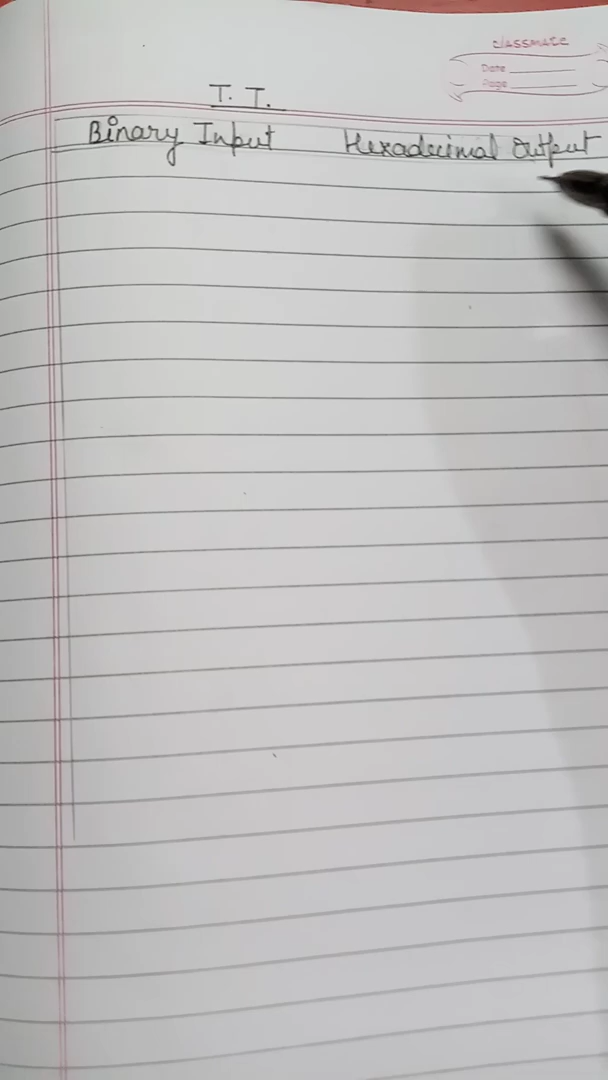 classmate
Date
Page
T. T.
Binary Input Hexadecimal Output